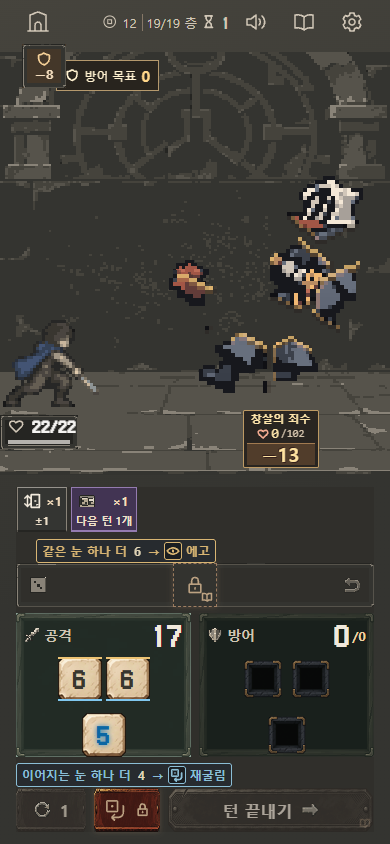 12 19/19 층 1
–8
방어 목표 0
22/22
창살의 죄수
0/102
–13
×1
±1
×1
다음 턴 1개
같은 눈 하나 더 6 → 예고
공격 17
방어 0/0
6 6
5
이어지는 눈 하나 더 4 → 재굴림
1
턴 끝내기 ➡